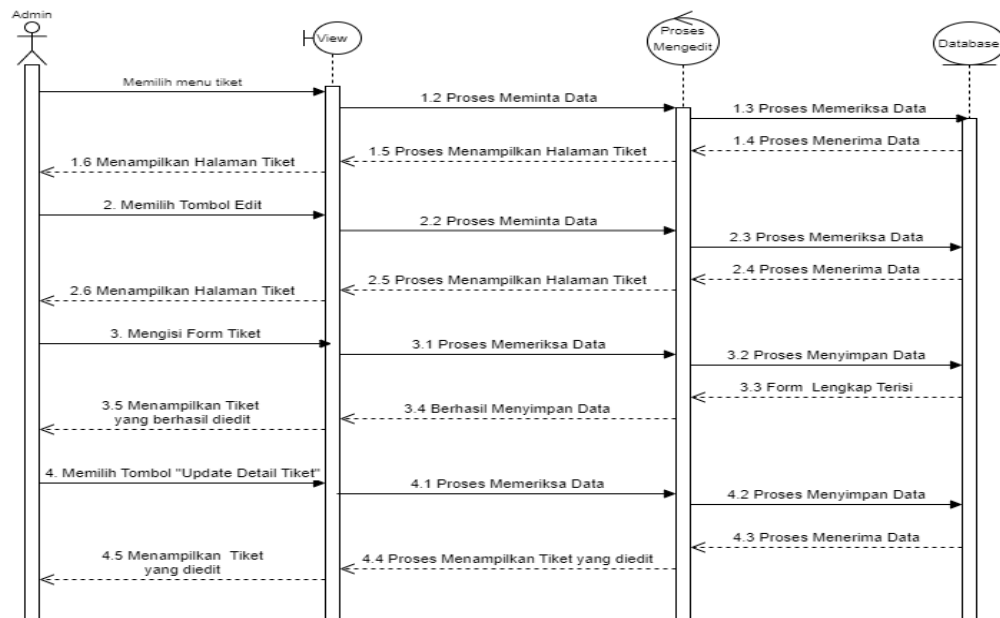 Admin
View
Proses
Mengedit
Database
Memilih menu tiket
1.2 Proses Meminta Data
1.3 Proses Memeriksa Data
1.4 Proses Menerima Data
1.5 Proses Menampilkan Halaman Tiket
1.6 Menampilkan Halaman Tiket
2. Memilih Tombol Edit
2.2 Proses Meminta Data
2.3 Proses Memeriksa Data
2.4 Proses Menerima Data
2.5 Proses Menampilkan Halaman Tiket
2.6 Menampilkan Halaman Tiket
3. Mengisi Form Tiket
3.1 Proses Memeriksa Data
3.2 Proses Menyimpan Data
3.3 Form Lengkap Terisi
3.4 Berhasil Menyimpan Data
3.5 Menampilkan Tiket
yang berhasil diedit
4. Memilih Tombol "Update Detail Tiket"
4.1 Proses Memeriksa Data
4.2 Proses Menyimpan Data
4.3 Proses Menerima Data
4.4 Proses Menampilkan Tiket yang diedit
4.5 Menampilkan Tiket
yang diedit